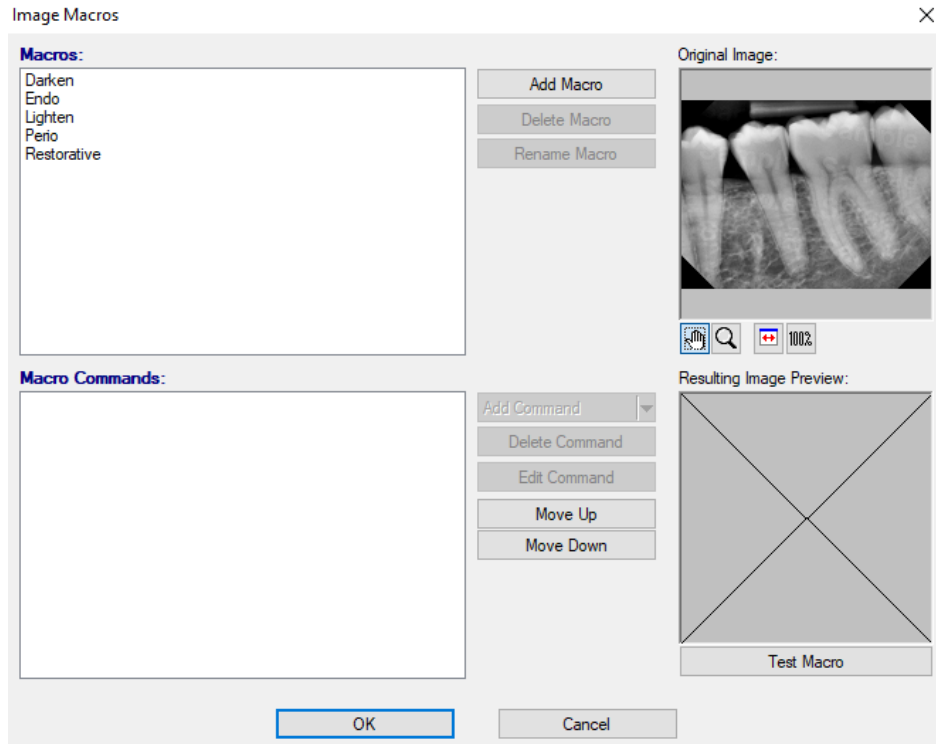 Image Macros
Macros:
Darken
Endo
Lighten
Perio
Restorative
Add Macro
Delete Macro
Rename Macro
Original Image:
100%
Macro Commands:
Add Command
Delete Command
Edit Command
Move Up
Move Down
Resulting Image Preview:
Test Macro
OK
Cancel